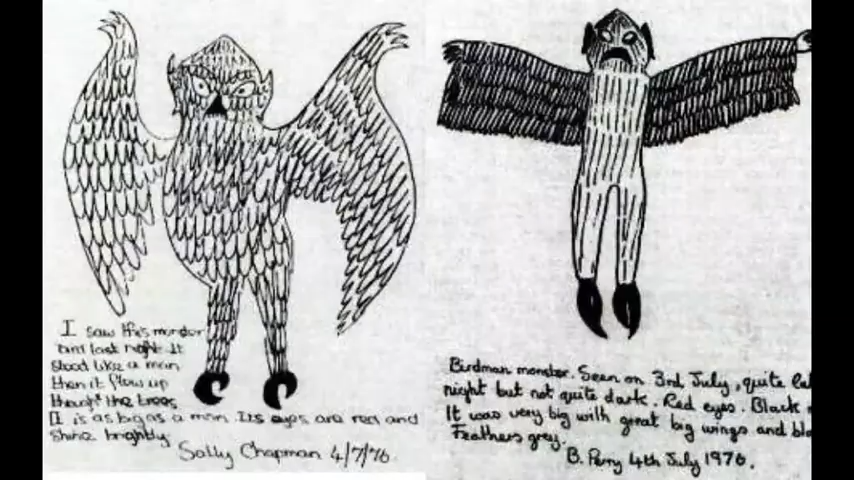 I saw this monster
bird last night. It
stood like a man
then it flew up
through the trees
It is as big as a man. Its eyes are red and
shine brightly
Sally Chapman 4/7/76
Birdman monster. Seen on 3rd July, quite la
night but not quite dark. Red eyes. Black
It was very big with great big wings and bla
Feathers grey.
B. Perry 4th July 1976.